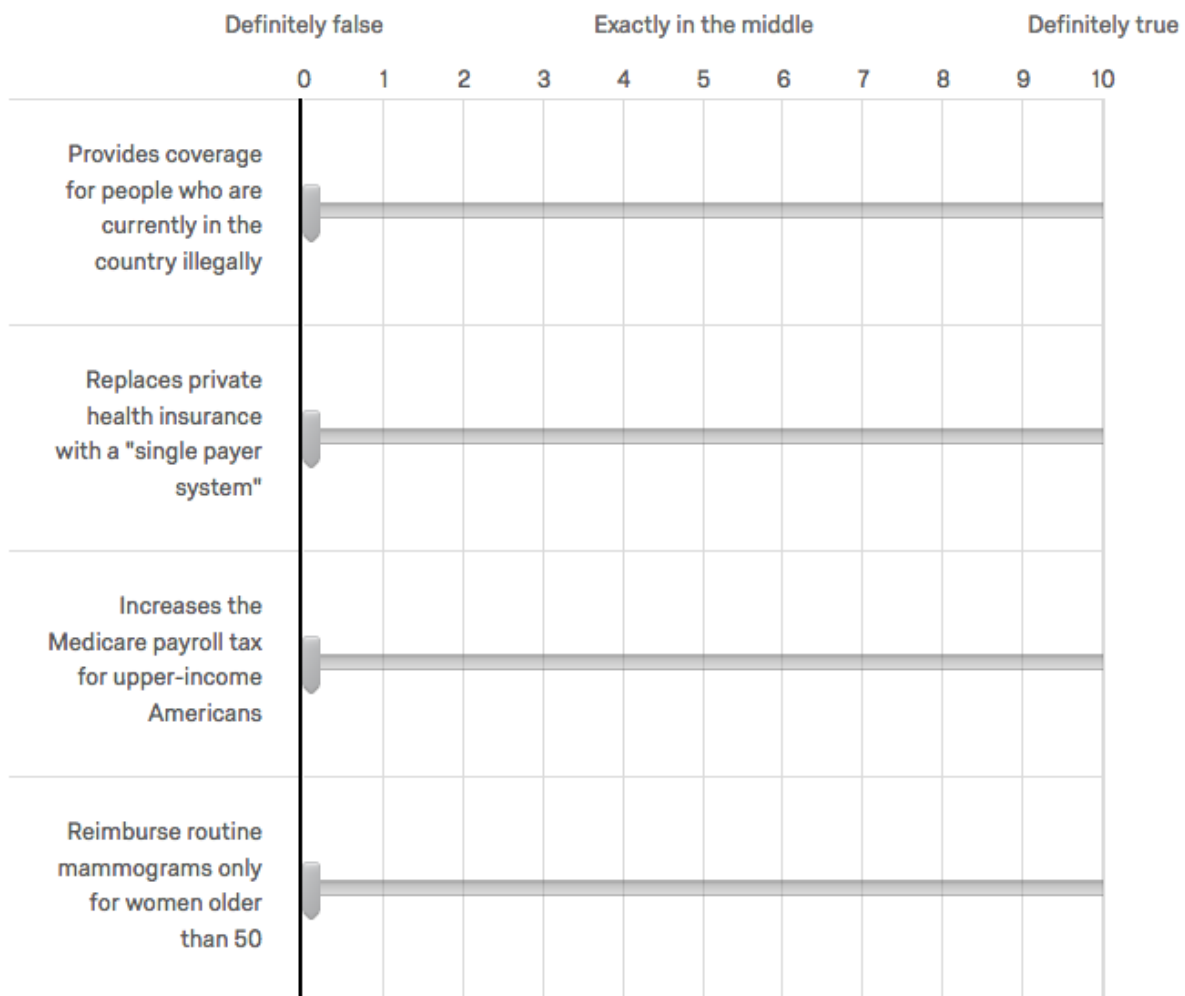 Definitely false Exactly in the middle Definitely true
0 1 2 3 4 5 6 7 8 9 10
Provides coverage
for people who are
currently in the
country illegally
Replaces private
health insurance
with a "single payer
system"
Increases the
Medicare payroll tax
for upper-income
Americans
Reimburse routine
mammograms only
for women older
than 50